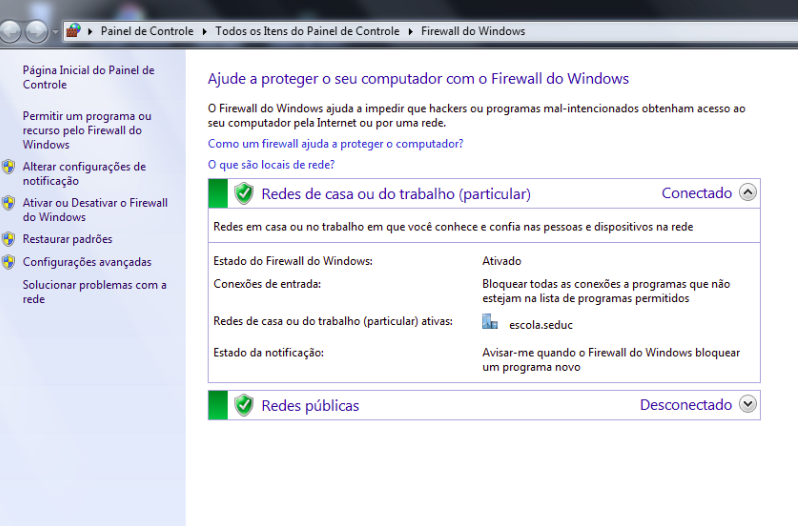 Painel de Controle ▸ Todos os Itens do Painel de Controle ▸ Firewall do Windows
Página Inicial do Painel de
Controle
Permitir um programa ou
recurso pelo Firewall do
Windows
Alterar configurações de
notificação
Ativar ou Desativar o Firewall
do Windows
Restaurar padrões
Configurações avançadas
Solucionar problemas com a
rede
Ajude a proteger o seu computador com o Firewall do Windows
O Firewall do Windows ajuda a impedir que hackers ou programas mal-intencionados obtenham acesso ao
seu computador pela Internet ou por uma rede.
Como um firewall ajuda a proteger o computador?
O que são locais de rede?
Redes de casa ou do trabalho (particular) Conectado
Redes em casa ou no trabalho em que você conhece e confia nas pessoas e dispositivos na rede
Estado do Firewall do Windows: Ativado
Conexões de entrada: Bloquear todas as conexões a programas que não
estejam na lista de programas permitidos
Redes de casa ou do trabalho (particular) ativas: escola.seduc
Estado da notificação: Avisar-me quando o Firewall do Windows bloquear
um programa novo
Redes públicas Desconectado